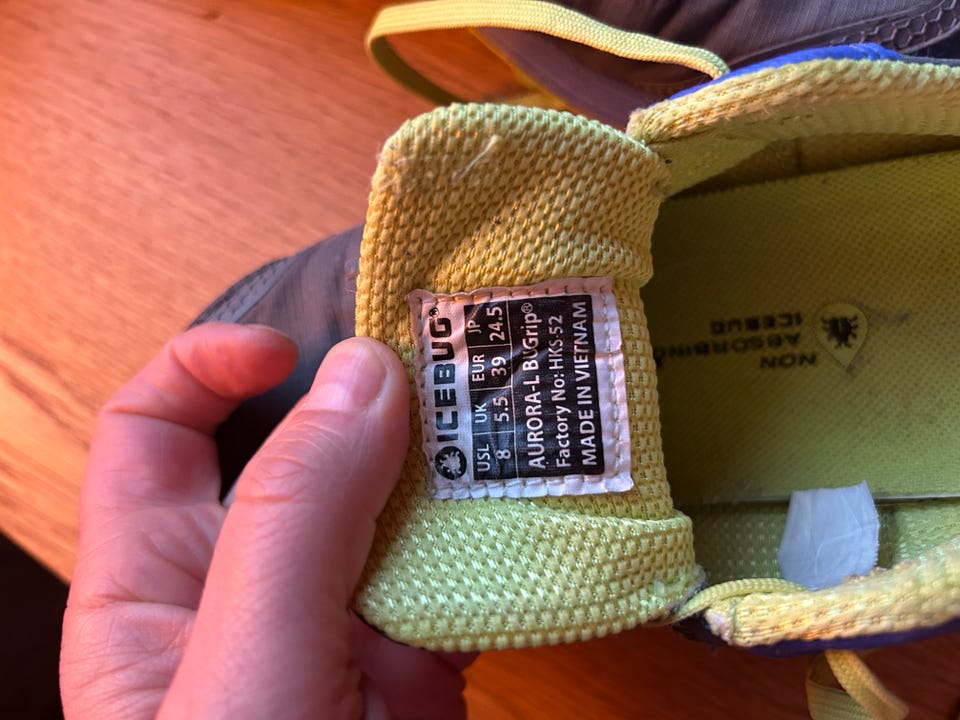 ICEBUG®
USL UK EUR JP
8 5.5 39 24.5
AURORA-L BUGrip®
Factory No: HKS-52
MADE IN VIETNAM
NON
ABSORBING
ICEBUG